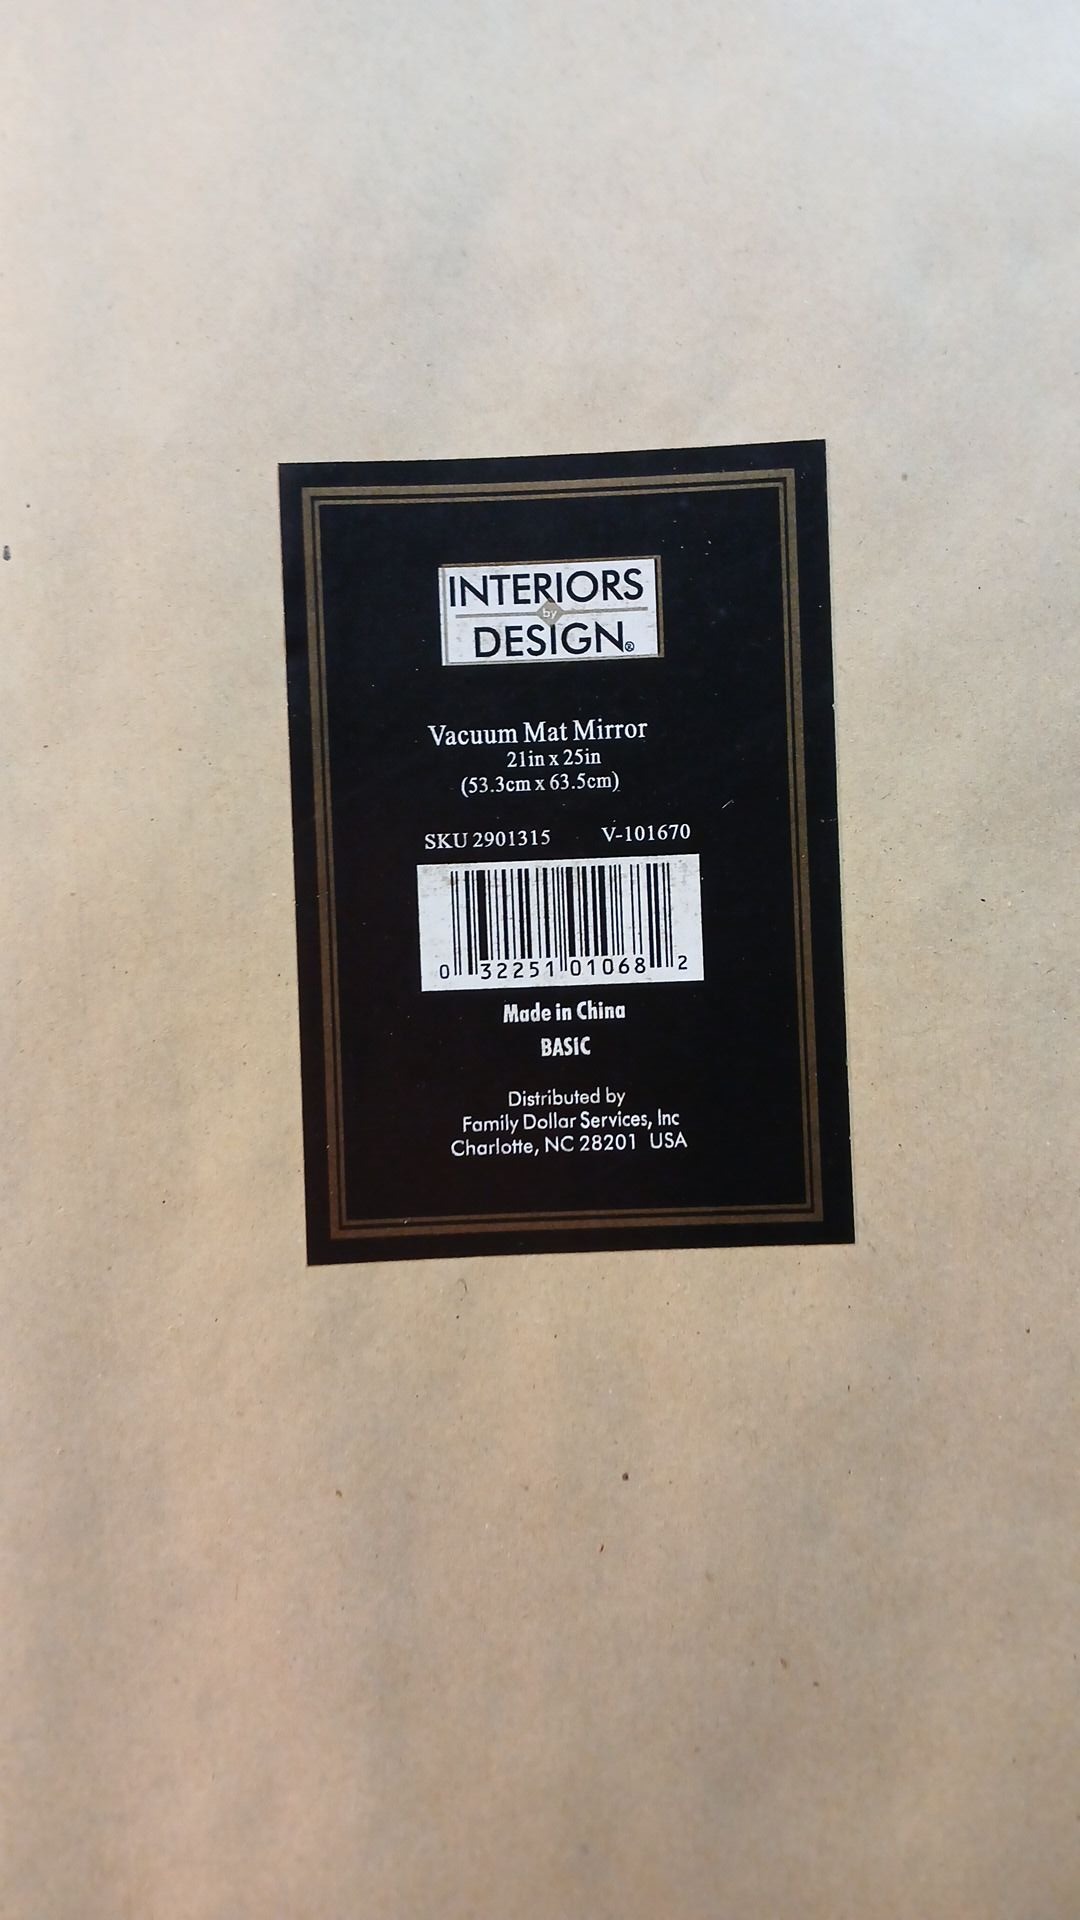 INTERIORS
by
DESIGN®
Vacuum Mat Mirror
21in x 25in
(53.3cm x 63.5cm)
SKU 2901315 V-101670
0 32251 01068 2
Made in China
BASIC
Distributed by
Family Dollar Services, Inc
Charlotte, NC 28201 USA